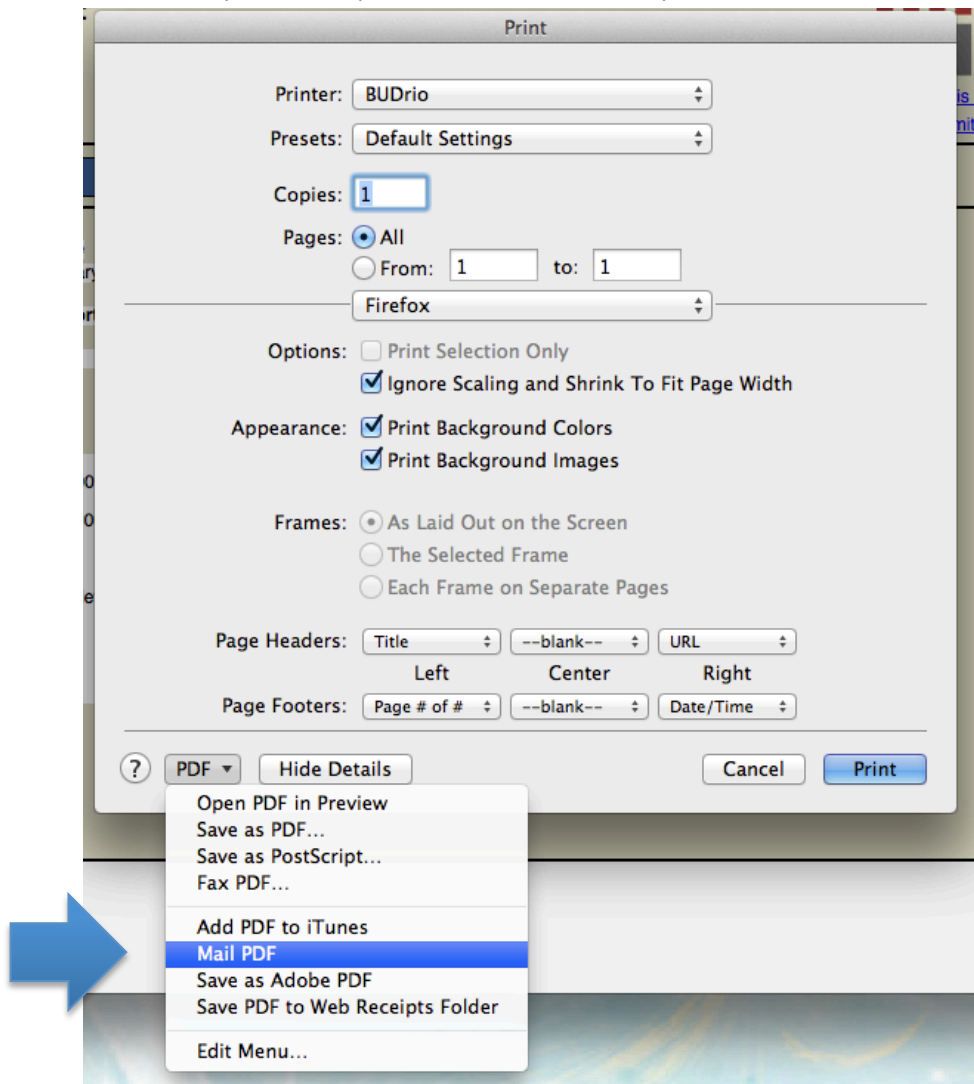 Print
Printer: BUDrio
Presets: Default Settings
Copies: 1
Pages: All
From: 1 to: 1
Firefox
Options: Print Selection Only
Ignore Scaling and Shrink To Fit Page Width
Appearance: Print Background Colors
Print Background Images
Frames: As Laid Out on the Screen
The Selected Frame
Each Frame on Separate Pages
Page Headers: Title --blank-- URL
Left Center Right
Page Footers: Page # of # --blank-- Date/Time
? PDF Hide Details Cancel Print
Open PDF in Preview
Save as PDF...
Save as PostScript...
Fax PDF...
Add PDF to iTunes
Mail PDF
Save as Adobe PDF
Save PDF to Web Receipts Folder
Edit Menu...